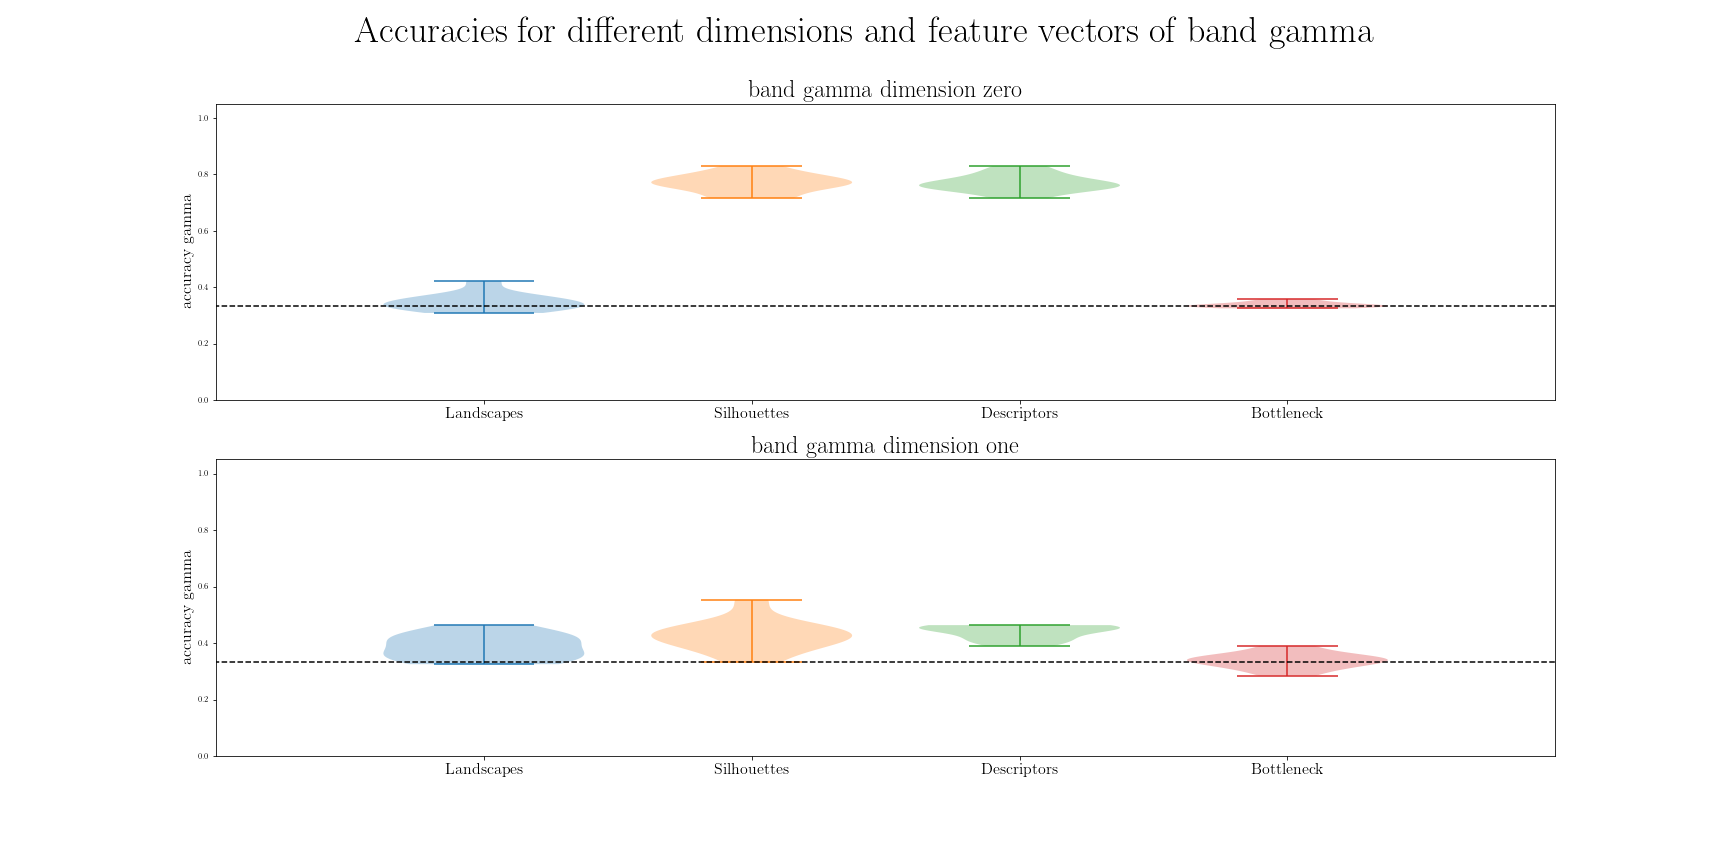 Accuracies for different dimensions and feature vectors of band gamma
band gamma dimension zero
accuracy gamma
1.0
0.8
0.6
0.4
0.2
0.0
Landscapes Silhouettes Descriptors Bottleneck
band gamma dimension one
accuracy gamma
1.0
0.8
0.6
0.4
0.2
0.0
Landscapes Silhouettes Descriptors Bottleneck